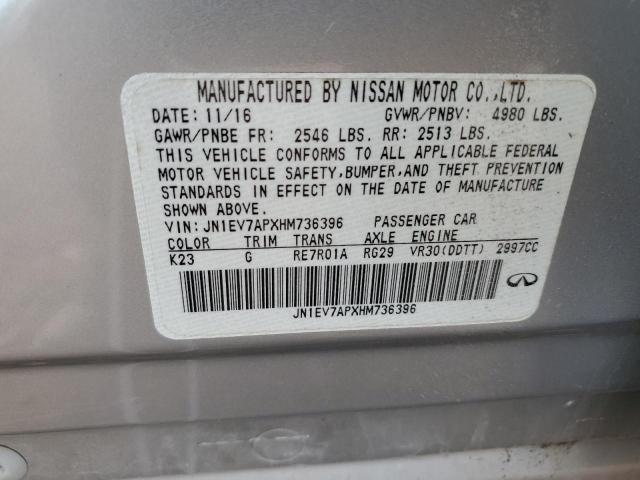 MANUFACTURED BY NISSAN MOTOR CO.,LTD.
DATE: 11/16 GVWR/PNBV: 4980 LBS.
GAWR/PNBE FR: 2546 LBS. RR: 2513 LBS.
THIS VEHICLE CONFORMS TO ALL APPLICABLE FEDERAL
MOTOR VEHICLE SAFETY,BUMPER,AND THEFT PREVENTION
STANDARDS IN EFFECT ON THE DATE OF MANUFACTURE
SHOWN ABOVE.
VIN: JN1EV7APXHM736396 PASSENGER CAR
COLOR TRIM TRANS AXLE ENGINE
K23 G RE7R01A RG29 VR30(DDTT) 2997CC
JN1EV7APXHM736396